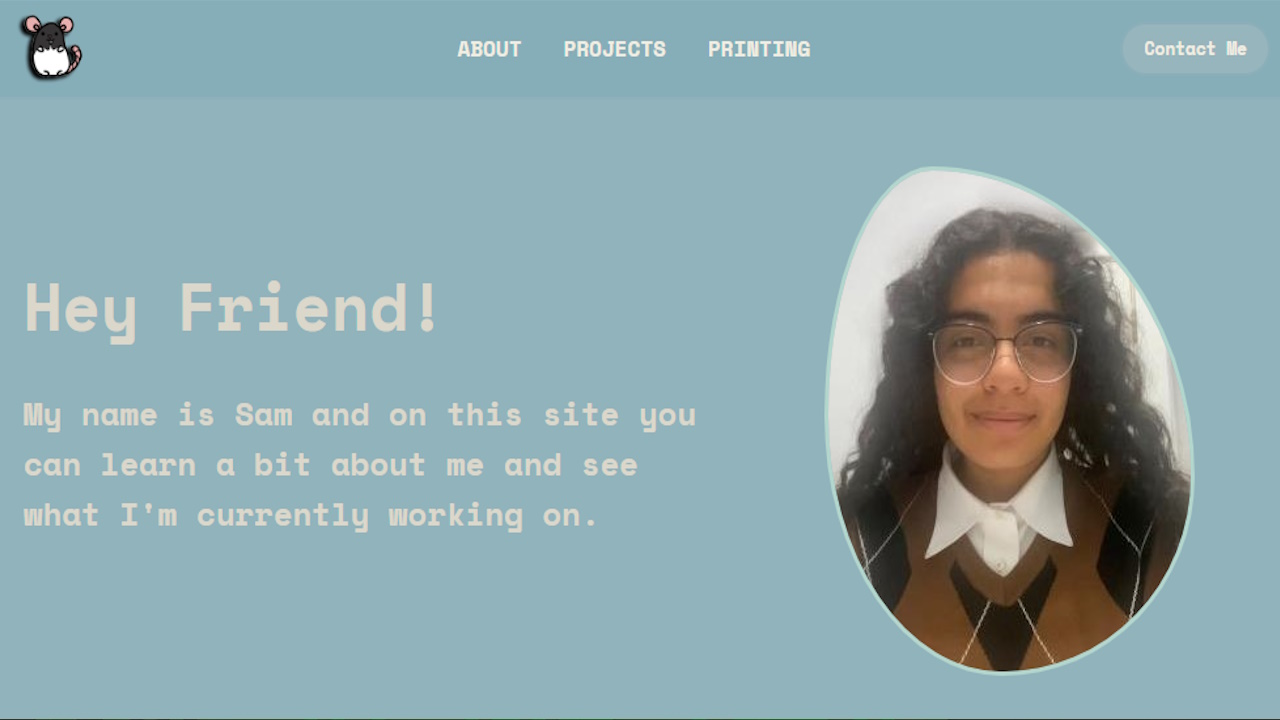 ABOUT PROJECTS PRINTING Contact Me
Hey Friend!
My name is Sam and on this site you
can learn a bit about me and see
what I'm currently working on.